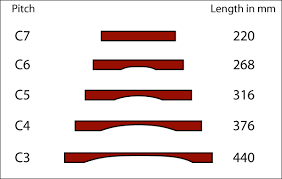 Pitch Length in mm
C7 220
C6 268
C5 316
C4 376
C3 440